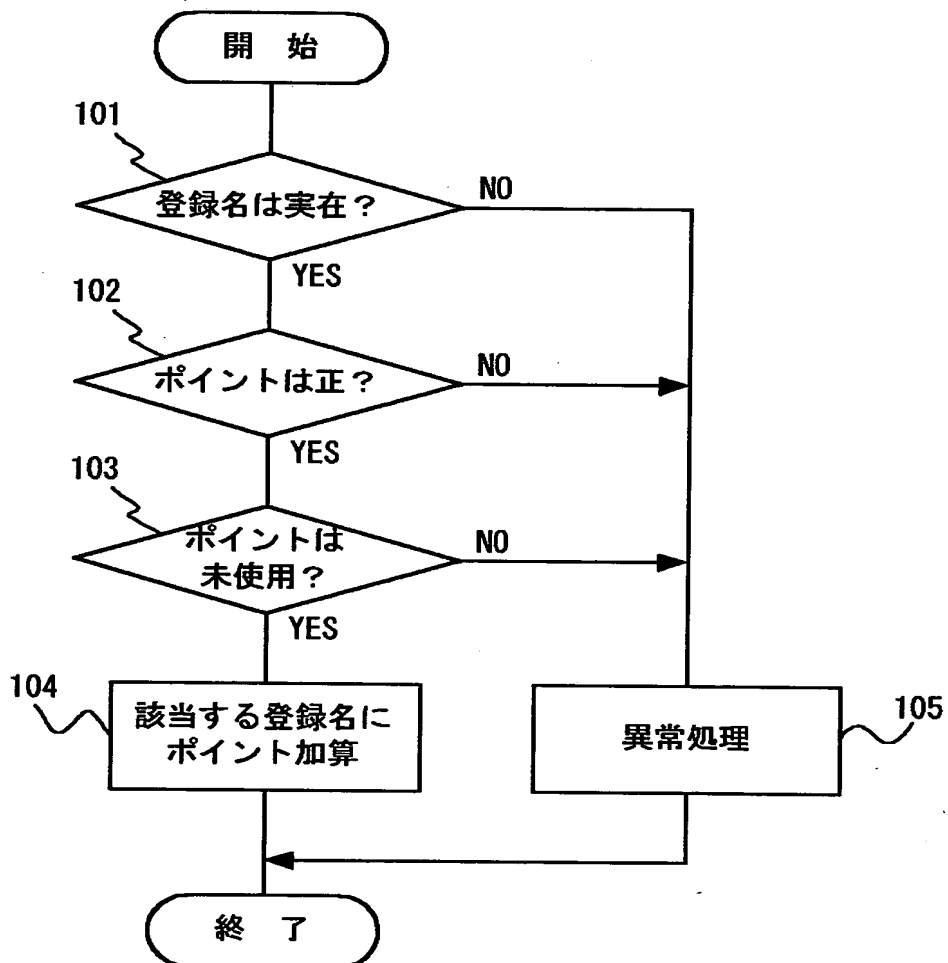 開 始
101
登録名は実在？
NO
YES
102
ポイントは正？
NO
YES
103
ポイントは
未使用？
NO
YES
104
該当する登録名に
ポイント加算
異常処理
105
終 了